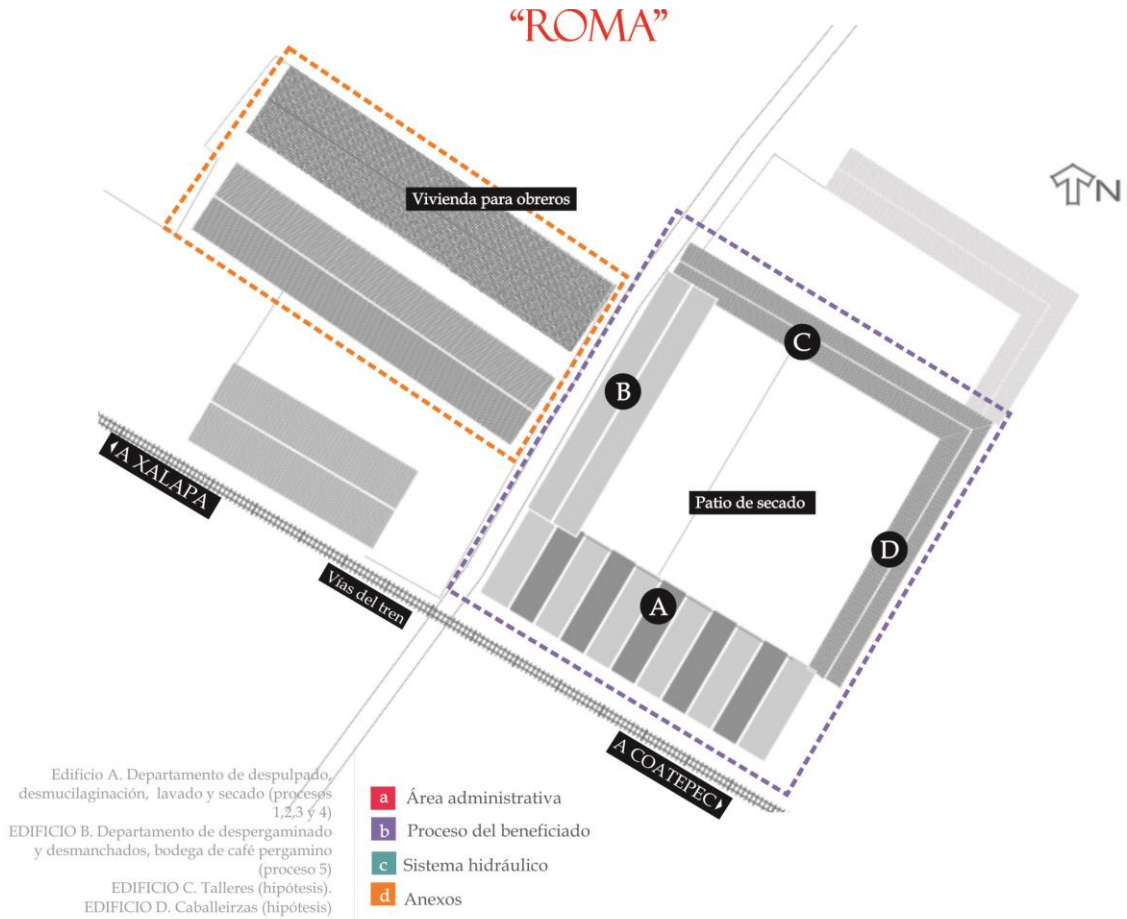 “ROMA”
Vivienda para obreros
N
C
B
Patio de secado
D
A
A XALAPA
Vías del tren
A COATEPEC
Edificio A. Departamento de despulpado,
desmucilaginación, lavado y secado (procesos
1,2,3 y 4)
EDIFICIO B. Departamento de despergaminado
y desmanchados, bodega de café pergamino
(proceso 5)
EDIFICIO C. Talleres (hipótesis).
EDIFICIO D. Caballeirzas (hipótesis)
a Área administrativa
b Proceso del beneficiado
c Sistema hidráulico
d Anexos